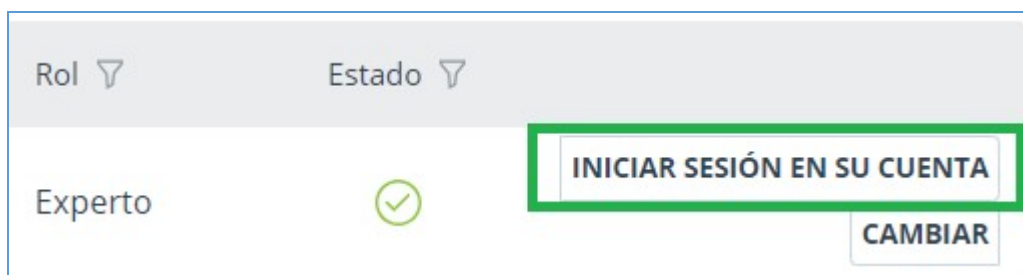 Rol Estado
INICIAR SESIÓN EN SU CUENTA
Experto
CAMBIAR